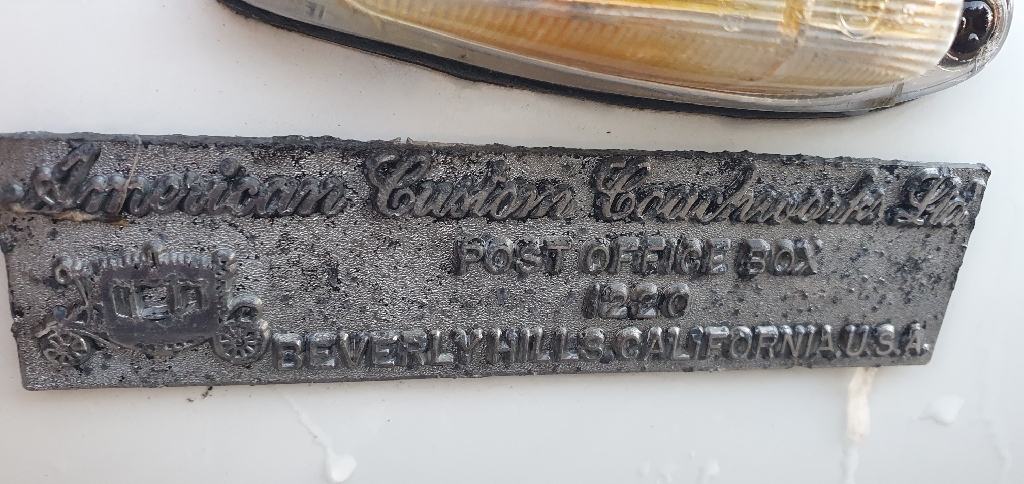 American Custom Coachworks Ltd.
POST OFFICE BOX
1220
BEVERLY HILLS, CALIFORNIA, U.S.A.